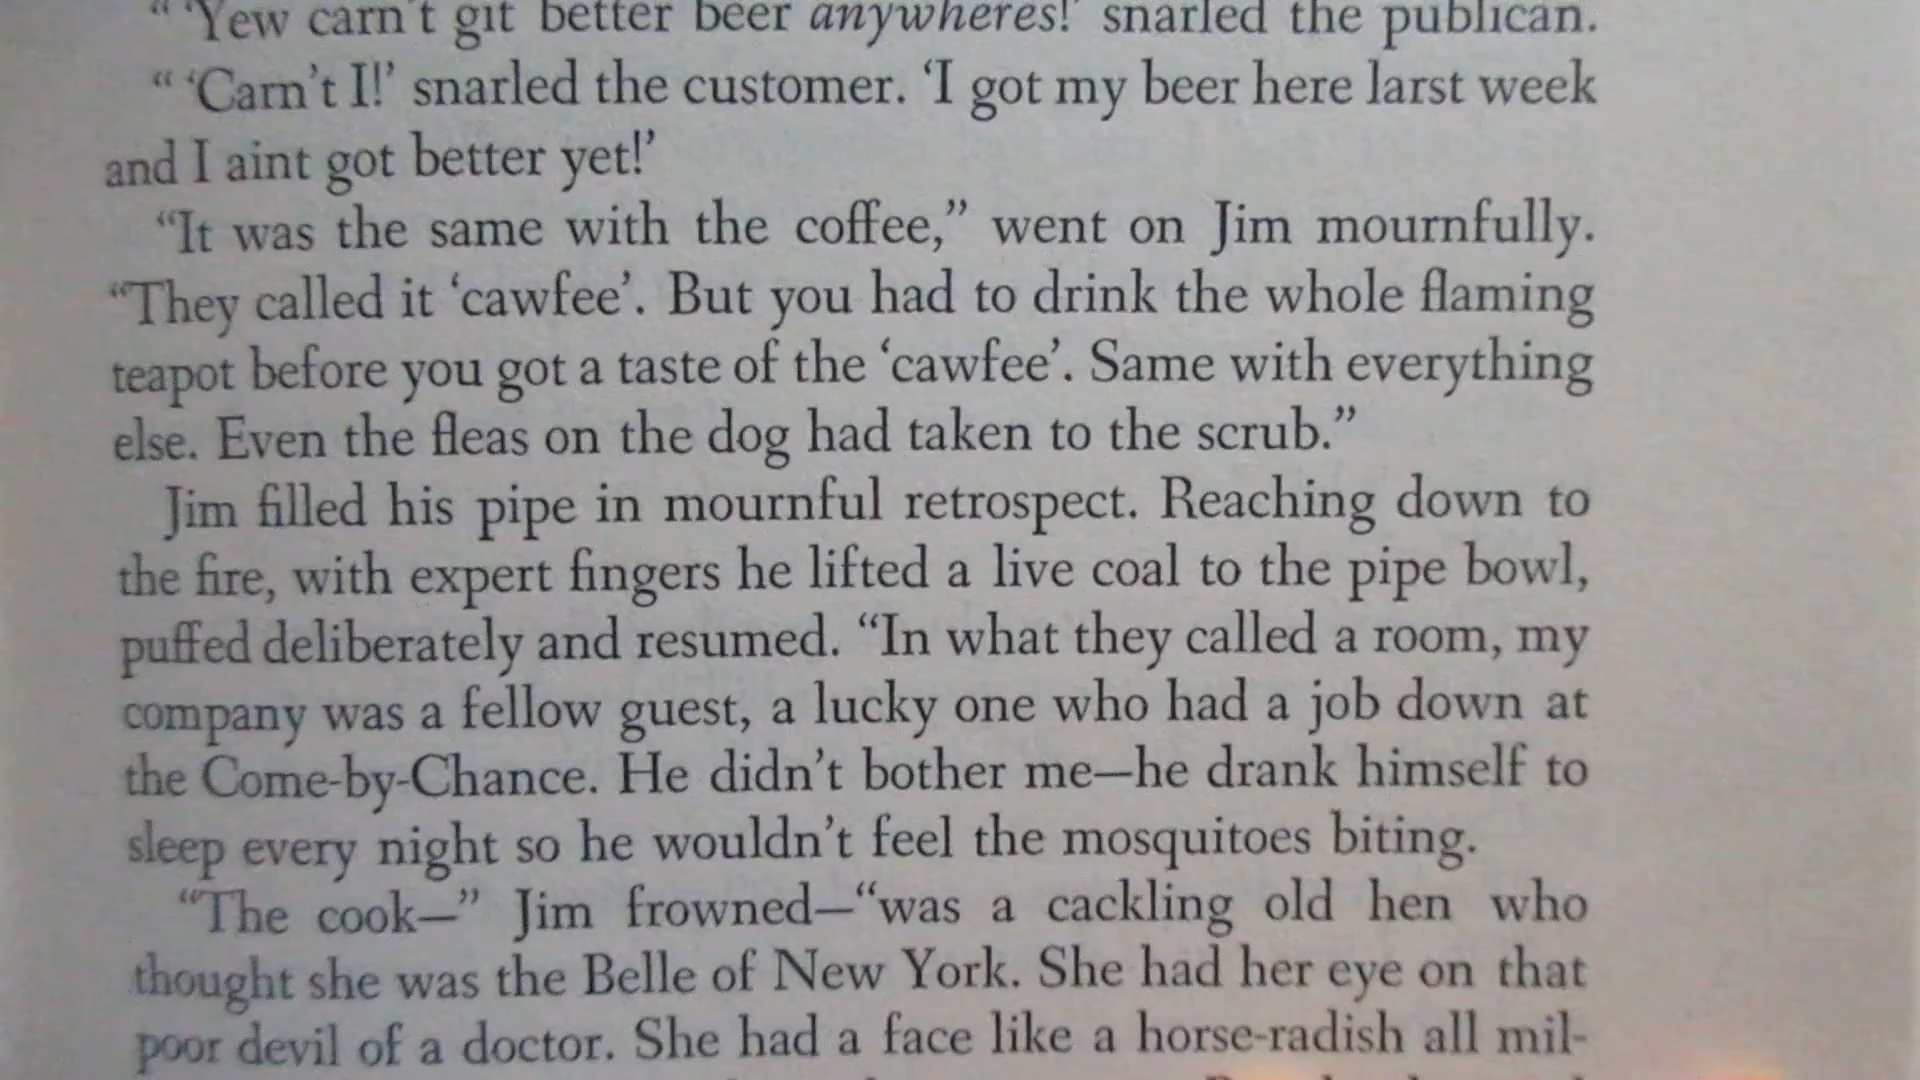 “ ‘Yew carn’t git better beer anywheres!’ snarled the publican.
“ ‘Carn’t I!’ snarled the customer. ‘I got my beer here larst week
and I aint got better yet!’
“It was the same with the coffee,” went on Jim mournfully.
“They called it ‘cawfee’. But you had to drink the whole flaming
teapot before you got a taste of the ‘cawfee’. Same with everything
else. Even the fleas on the dog had taken to the scrub.”
Jim filled his pipe in mournful retrospect. Reaching down to
the fire, with expert fingers he lifted a live coal to the pipe bowl,
puffed deliberately and resumed. “In what they called a room, my
company was a fellow guest, a lucky one who had a job down at
the Come-by-Chance. He didn’t bother me—he drank himself to
sleep every night so he wouldn’t feel the mosquitoes biting.
“The cook—” Jim frowned—“was a cackling old hen who
thought she was the Belle of New York. She had her eye on that
poor devil of a doctor. She had a face like a horse-radish all mil-